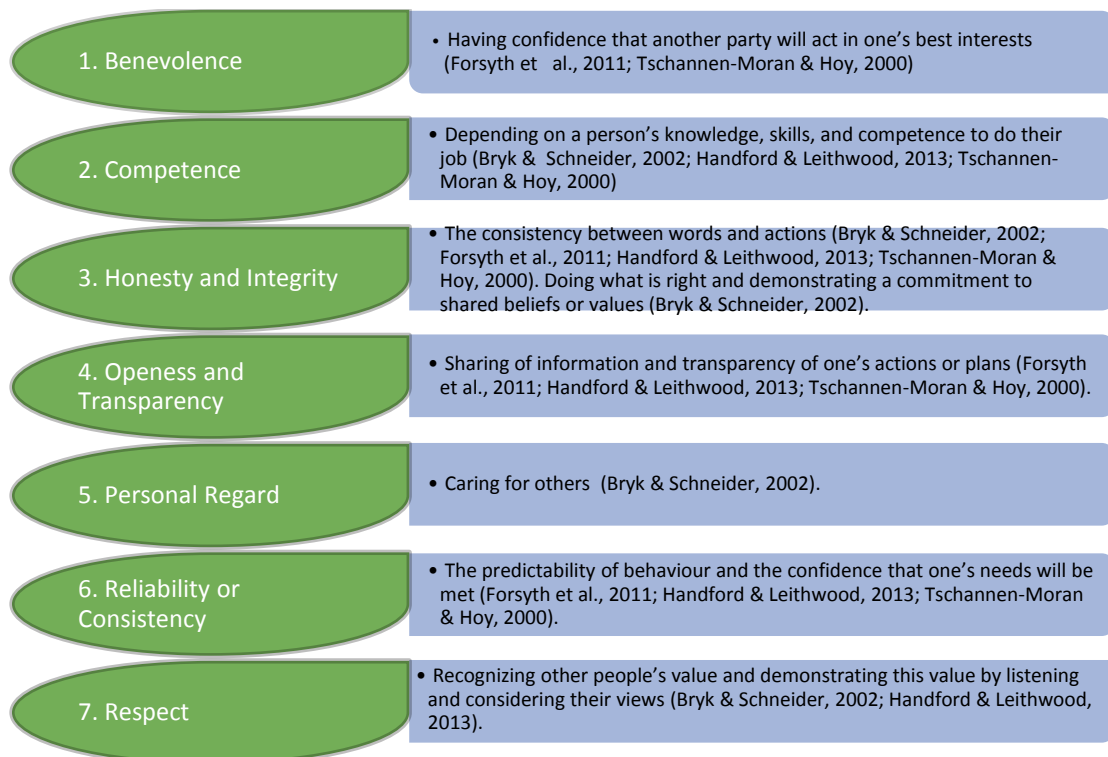 1. Benevolence
• Having confidence that another party will act in one's best interests
(Forsyth et al., 2011; Tschannen-Moran & Hoy, 2000)
2. Competence
• Depending on a person's knowledge, skills, and competence to do their
job (Bryk & Schneider, 2002; Handford & Leithwood, 2013; Tschannen-
Moran & Hoy, 2000)
3. Honesty and Integrity
• The consistency between words and actions (Bryk & Schneider, 2002;
Forsyth et al., 2011; Handford & Leithwood, 2013; Tschannen-Moran &
Hoy, 2000). Doing what is right and demonstrating a commitment to
shared beliefs or values (Bryk & Schneider, 2002).
4. Openess and
Transparency
• Sharing of information and transparency of one's actions or plans (Forsyth
et al., 2011; Handford & Leithwood, 2013; Tschannen-Moran & Hoy, 2000).
5. Personal Regard
• Caring for others (Bryk & Schneider, 2002).
6. Reliability or
Consistency
• The predictability of behaviour and the confidence that one's needs will be
met (Forsyth et al., 2011; Handford & Leithwood, 2013; Tschannen-Moran
& Hoy, 2000).
7. Respect
• Recognizing other people's value and demonstrating this value by listening
and considering their views (Bryk & Schneider, 2002; Handford & Leithwood,
2013).